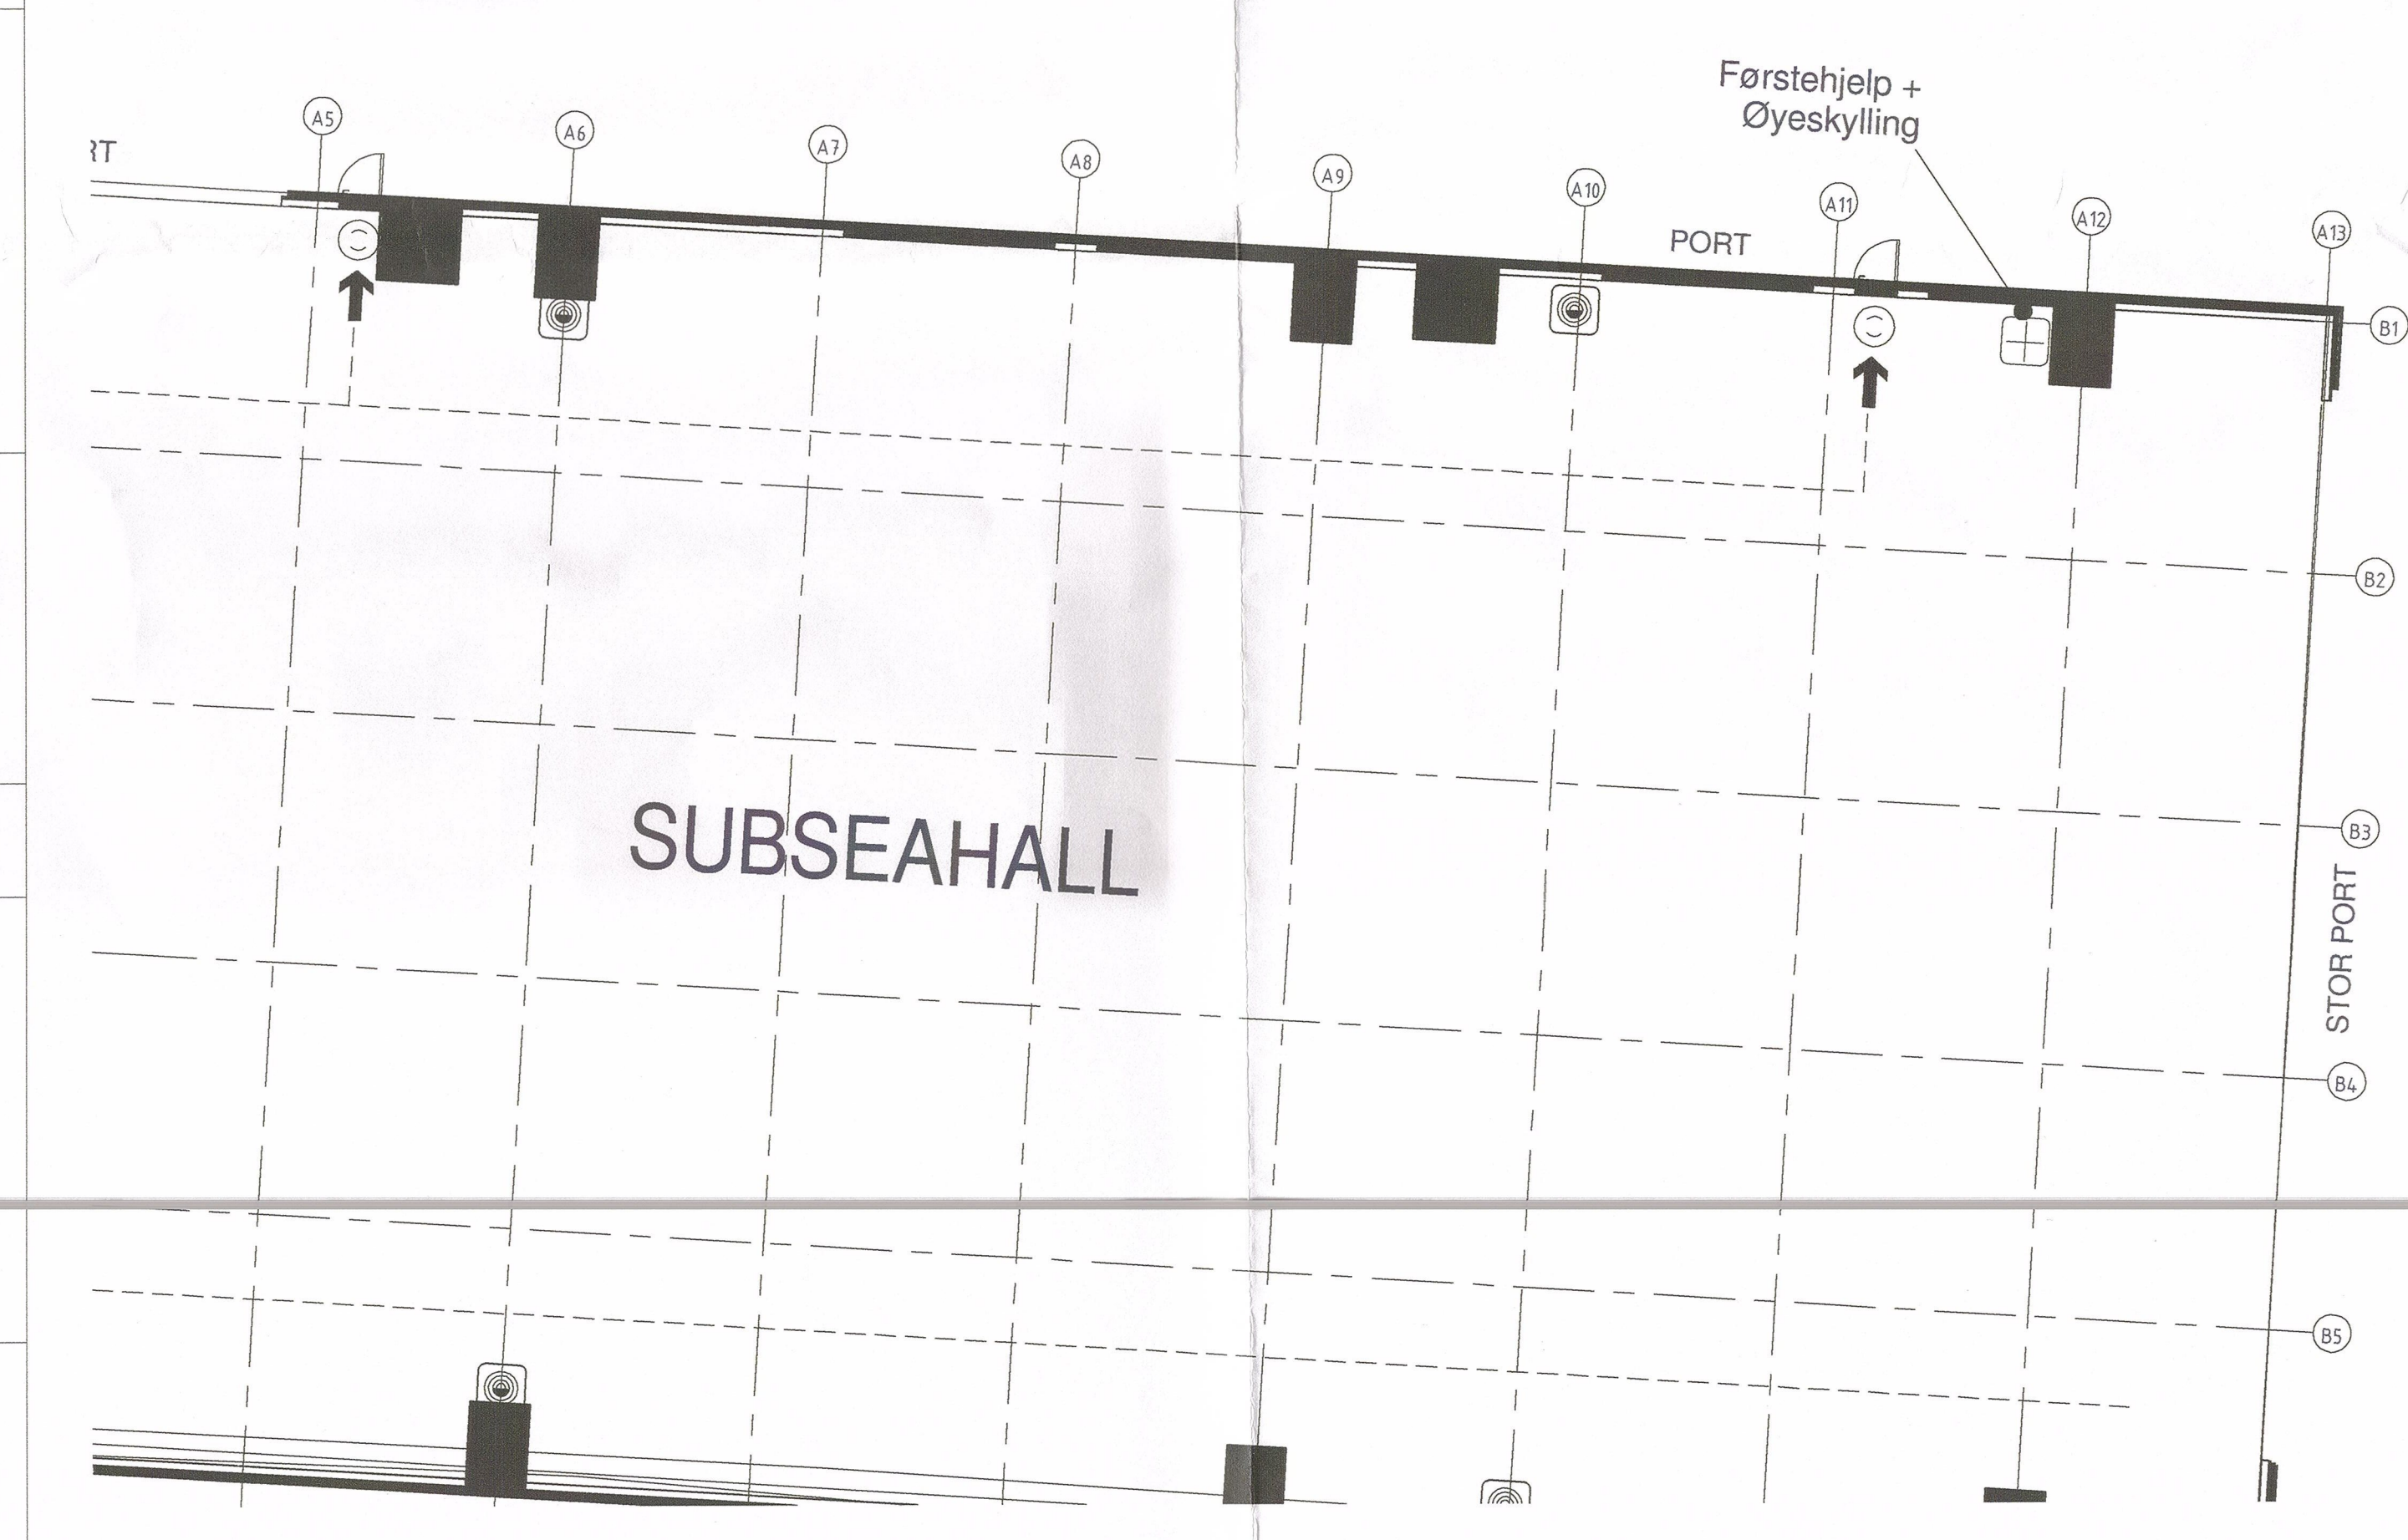 Førstehjelp +
Øyeskylling
A5
A6
A7
A8
A9
A10
A11
A12
A13
RT
PORT
B1
B2
B3
SUBSEAHALL
STOR PORT
B4
B5